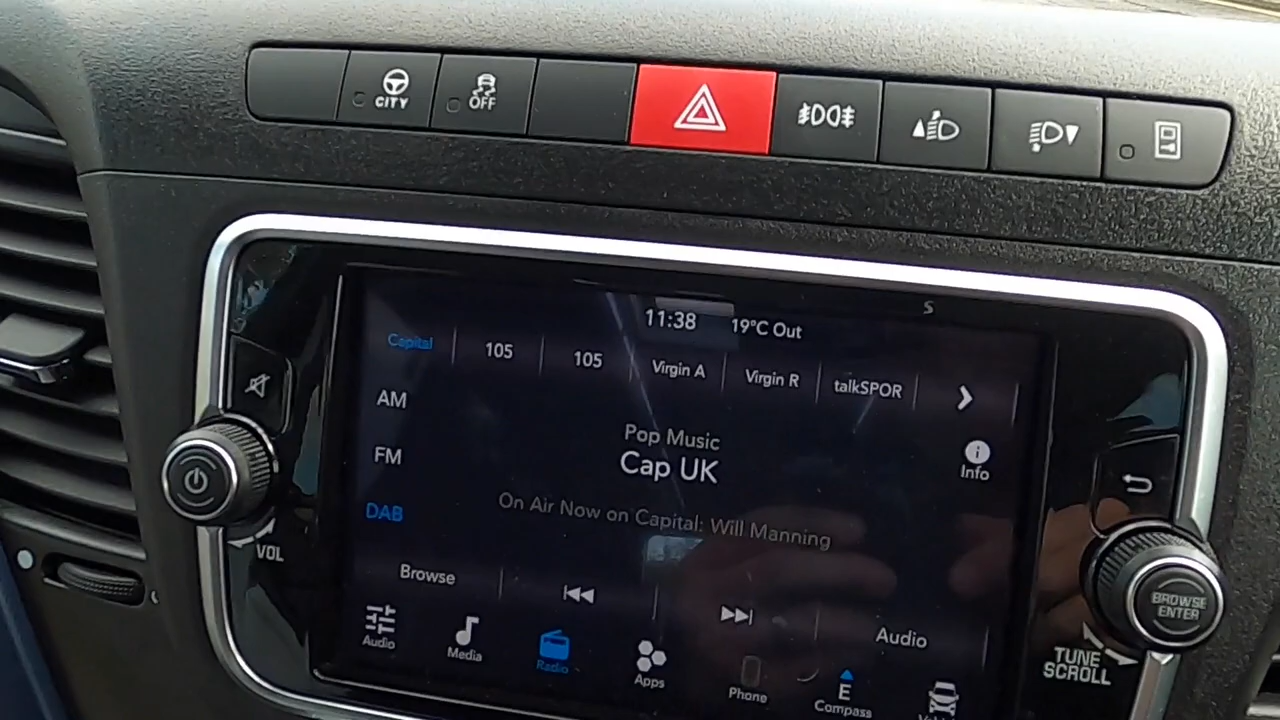 CITY
OFF
11:38 19°C Out
Capital 105 105 Virgin A Virgin R talkSPOR
AM
Pop Music
Cap UK
Info
FM
DAB
On Air Now on Capital: Will Manning
VOL
Browse
Audio
BROWSE
ENTER
TUNE
SCROLL
Audio Media Radio Apps Phone E Compass